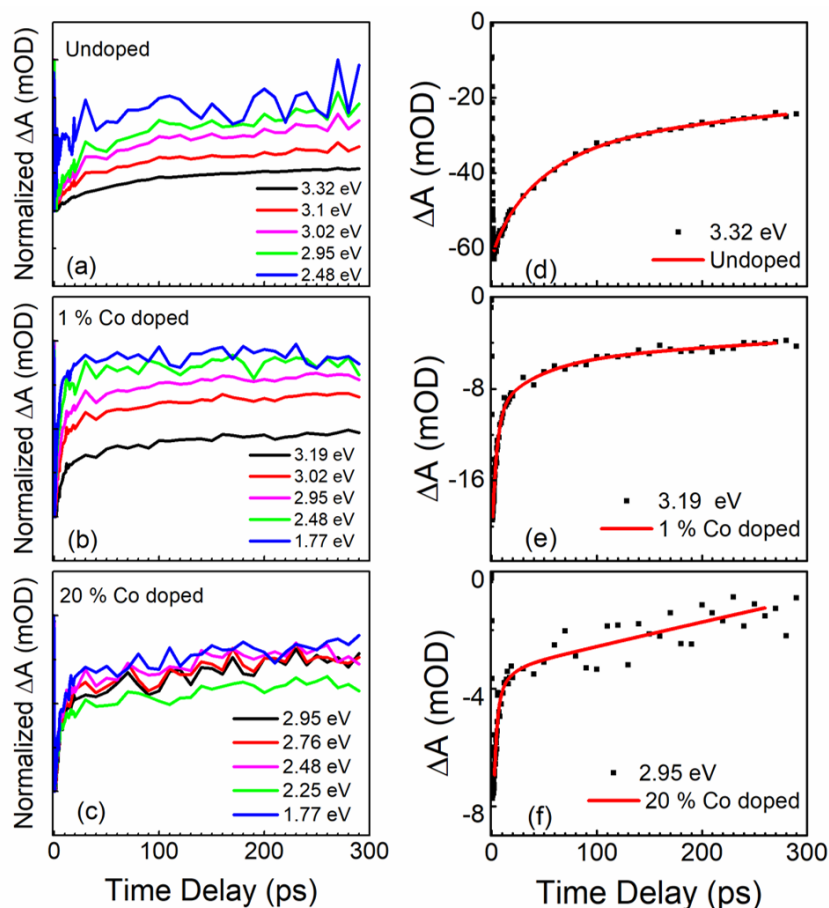 Undoped
Normalized ΔA (mOD)
3.32 eV
3.1 eV
3.02 eV
2.95 eV
2.48 eV
(a)
0
-20
-40
-60
ΔA (mOD)
3.32 eV
Undoped
(d)
1 % Co doped
Normalized ΔA (mOD)
3.19 eV
3.02 eV
2.95 eV
2.48 eV
1.77 eV
(b)
0
-8
-16
ΔA (mOD)
3.19 eV
1 % Co doped
(e)
20 % Co doped
Normalized ΔA (mOD)
2.95 eV
2.76 eV
2.48 eV
2.25 eV
1.77 eV
(c)
0 100 200 300
Time Delay (ps)
0
-4
-8
ΔA (mOD)
2.95 eV
20 % Co doped
(f)
0 100 200 300
Time Delay (ps)